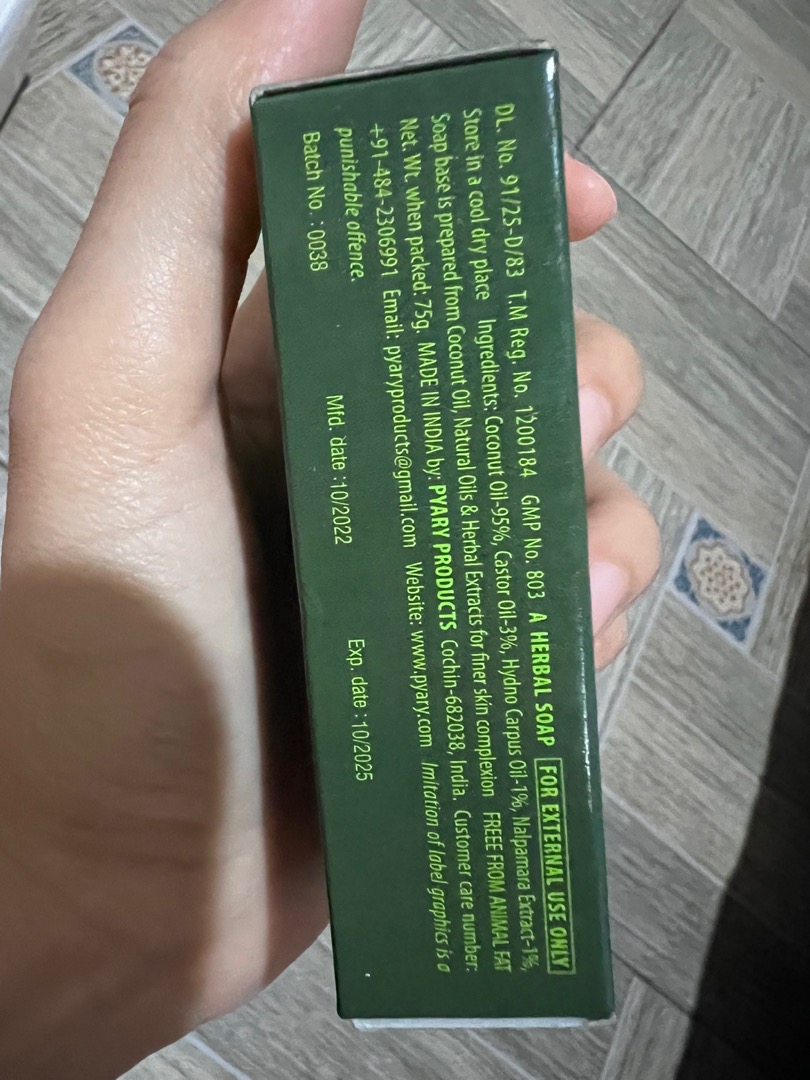 DL. No. 91/25-D/83 T.M Reg. No. 1200184 GMP No. 803 A HERBAL SOAP FOR EXTERNAL USE ONLY
Store in a cool dry place Ingredients: Coconut Oil-95%, Castor Oil-3%, Hydno Carpus Oil-1%, Nalpamara Extract-1%,
Soap base is prepared from Coconut Oil, Natural Oils & Herbal Extracts for finer skin complexion FREEE FROM ANIMAL FAT
Net. Wt. when packed: 75g. MADE IN INDIA by: PYARY PRODUCTS Cochin-682038, India. Customer care number:
+91-484-2306991 Email: pyaryproducts@gmail.com Website: www.pyary.com Imitation of label graphics is a
punishable offence.
Batch No. : 0038 Mfd. date :10/2022 Exp. date :10/2025